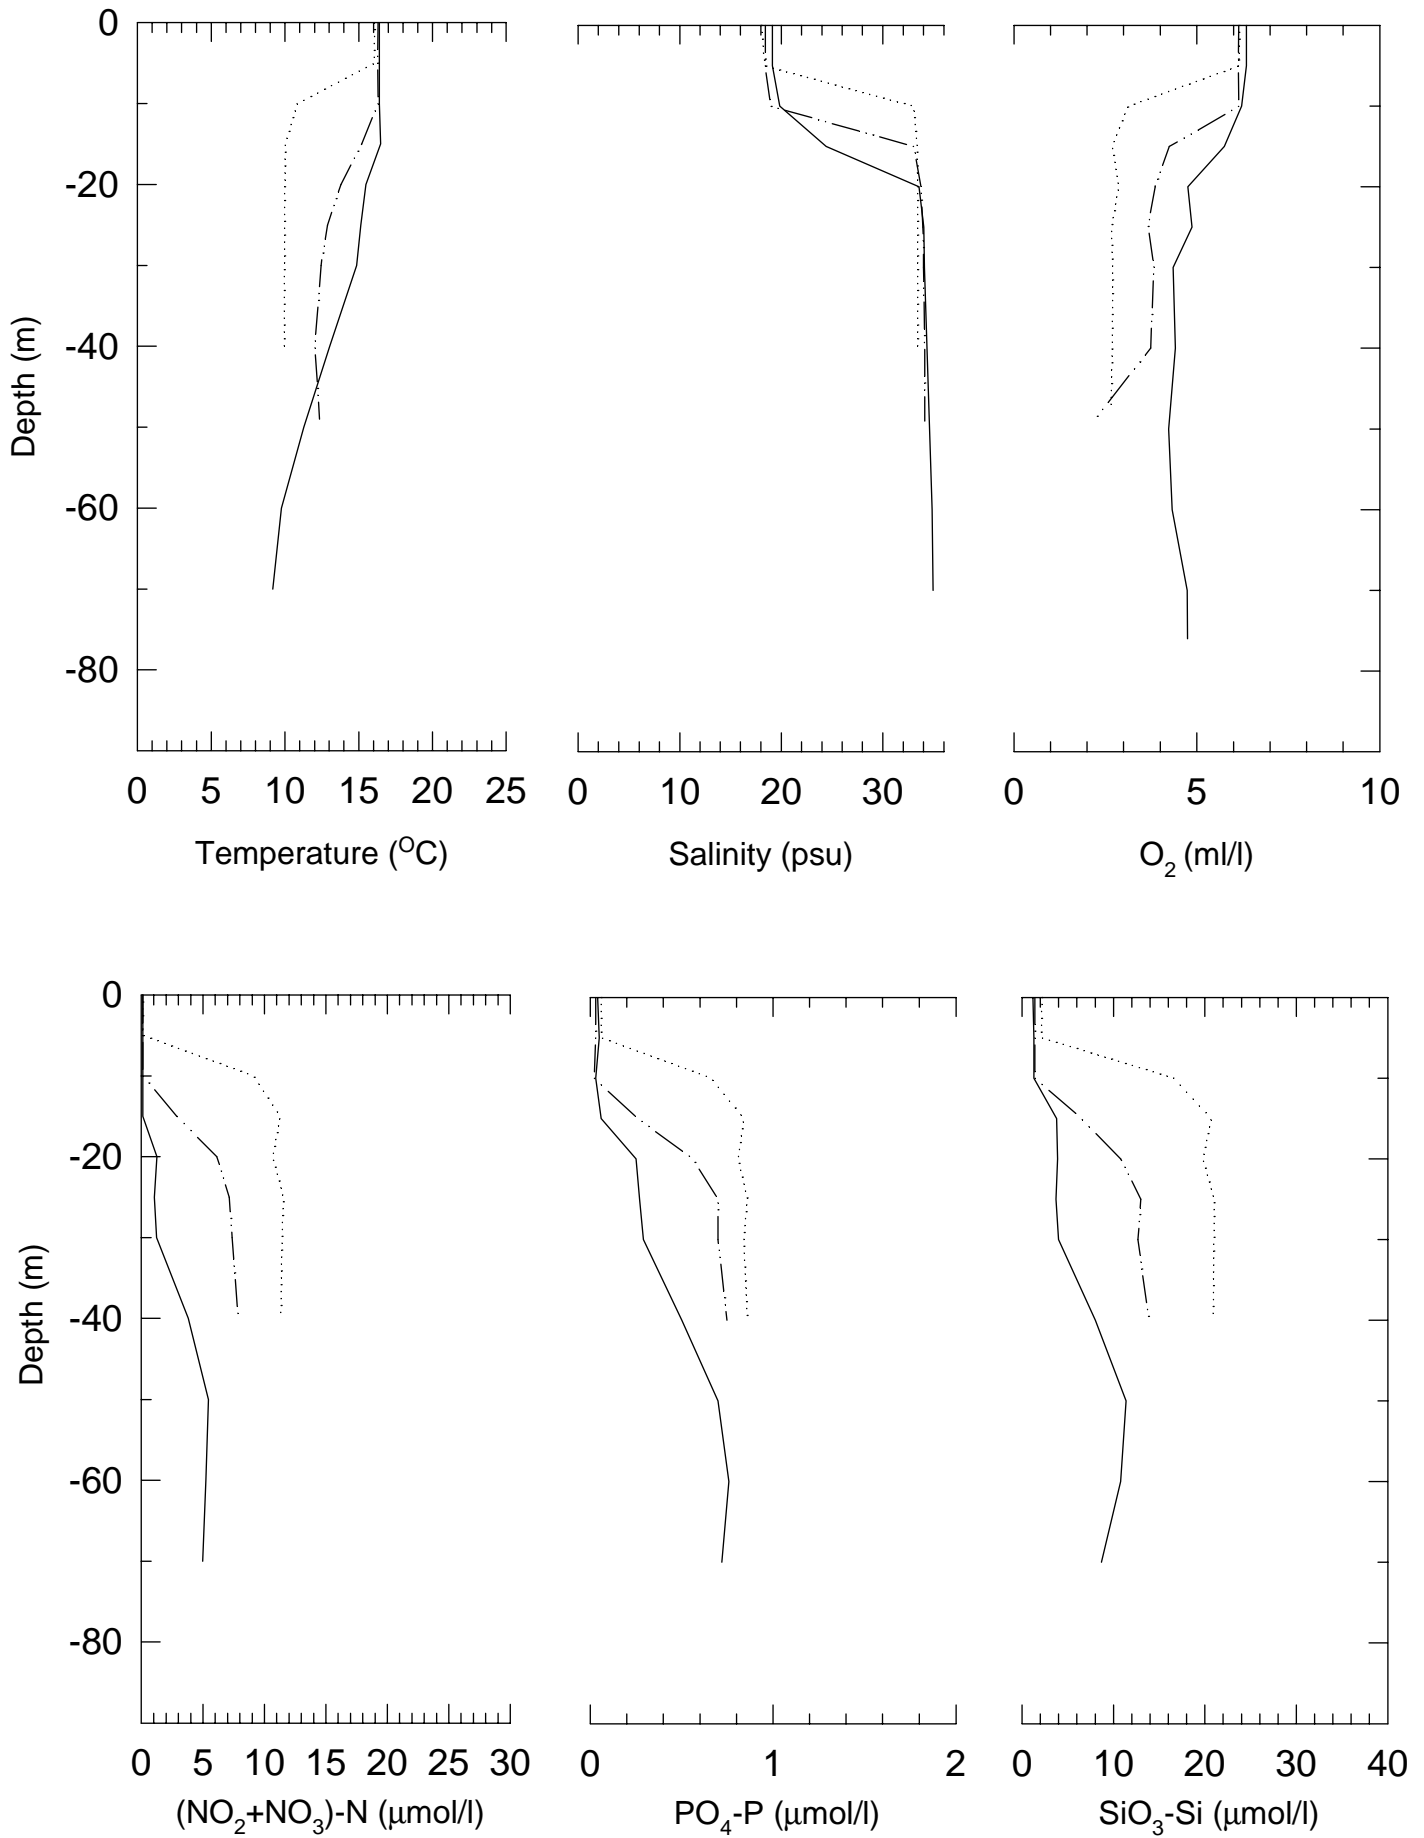 0
-20
-40
-60
-80
Depth (m)
0 5 10 15 20 25
Temperature (OC)
0 10 20 30
Salinity (psu)
0 5 10
O2 (ml/l)
0
-20
-40
-60
-80
Depth (m)
0 5 10 15 20 25 30
(NO2+NO3)-N (μmol/l)
0 1 2
PO4-P (μmol/l)
0 10 20 30 40
SiO3-Si (μmol/l)